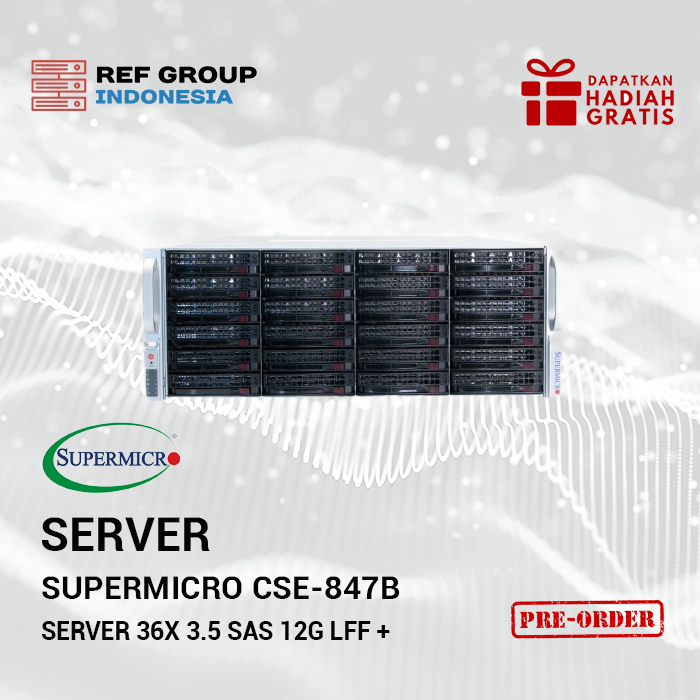 REF GROUP
INDONESIA
DAPATKAN
HADIAH
GRATIS
SUPERMICRO
SUPERMICRO
SERVER
SUPERMICRO CSE-847B
SERVER 36X 3.5 SAS 12G LFF +
PRE-ORDER